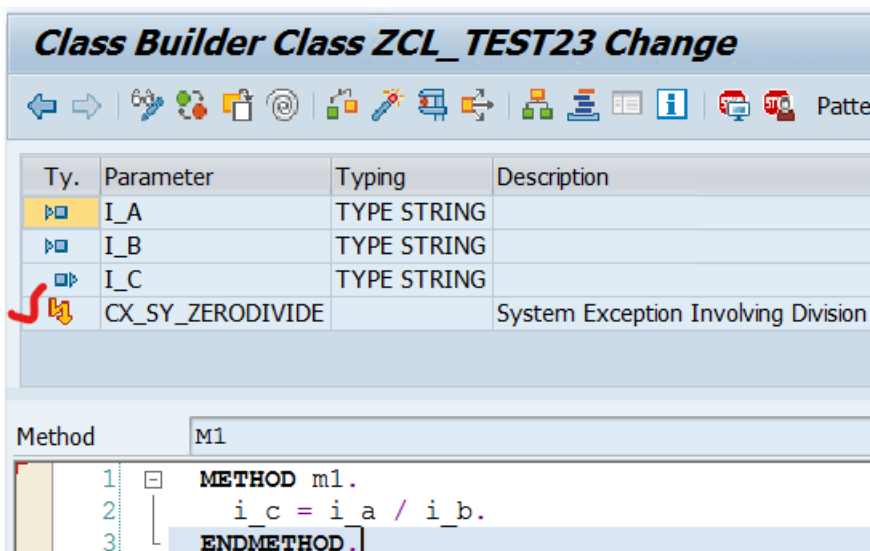 Class Builder Class ZCL_TEST23 Change
Patte
Ty. Parameter Typing Description
I_A TYPE STRING
I_B TYPE STRING
I_C TYPE STRING
CX_SY_ZERODIVIDE System Exception Involving Division
Method M1
1 METHOD m1.
2 i_c = i_a / i_b.
3 ENDMETHOD.